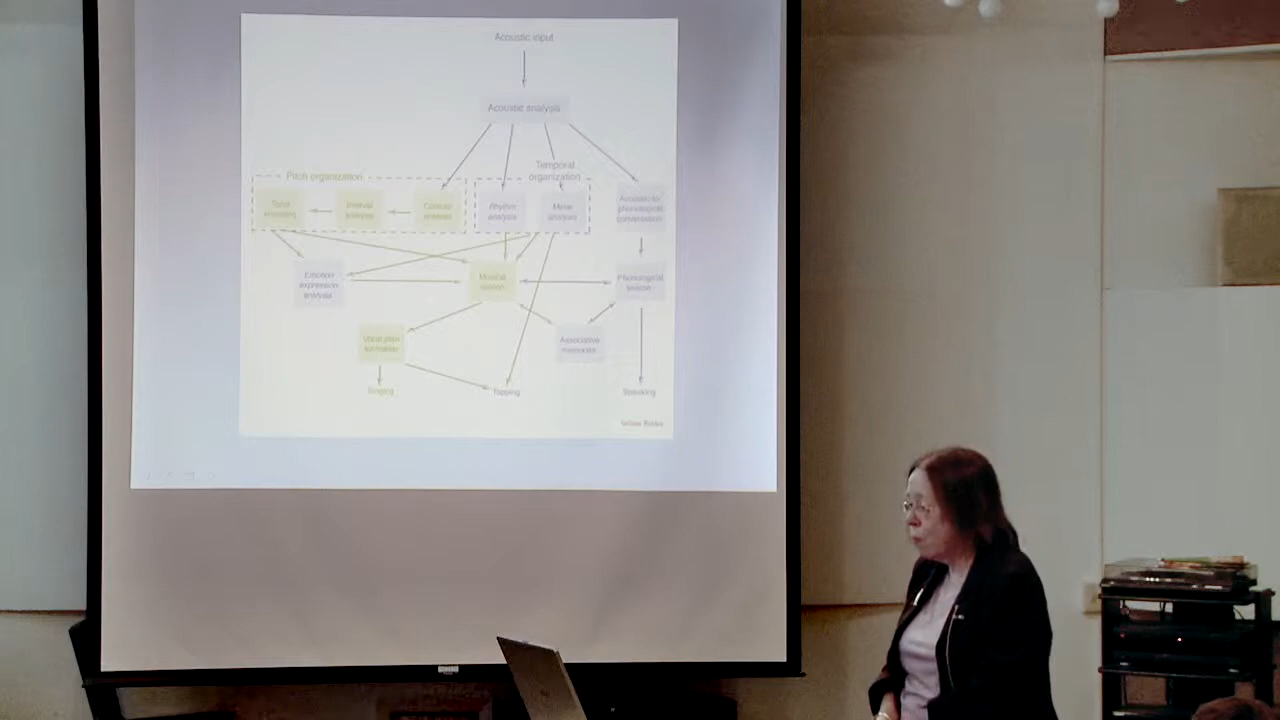 Acoustic input
Acoustic analysis
Pitch organization
Temporal
organization
Tonal
encoding
Interval
analysis
Contour
analysis
Rhythm
analysis
Meter
analysis
Acoustic-to-
phonological
conversion
Emotion
expression
analysis
Musical
lexicon
Phonological
lexicon
Vocal plan
formation
Associative
memories
Singing
Tapping
Speaking